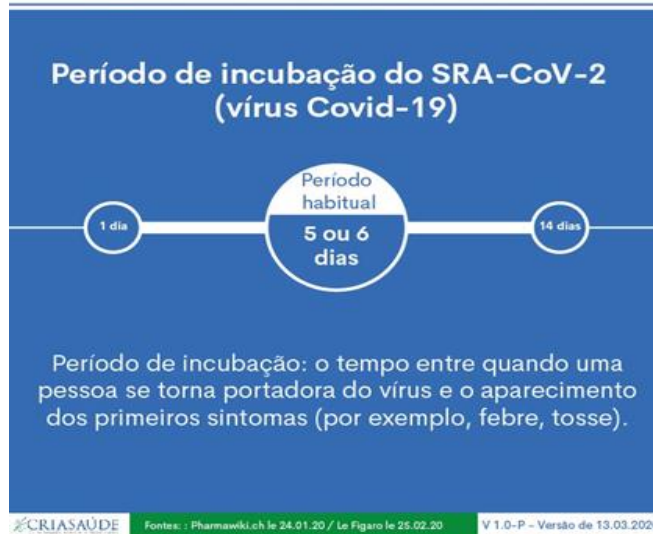 Período de incubação do SRA-CoV-2
(vírus Covid-19)
Período
habitual
1 dia
5 ou 6
dias
14 dias
Período de incubação: o tempo entre quando uma
pessoa se torna portadora do vírus e o aparecimento
dos primeiros sintomas (por exemplo, febre, tosse).
CRIASAÚDE
Fontes: : Pharmawiki.ch le 24.01.20 / Le Figaro le 25.02.20
V 1.0-P - Versão de 13.03.2020